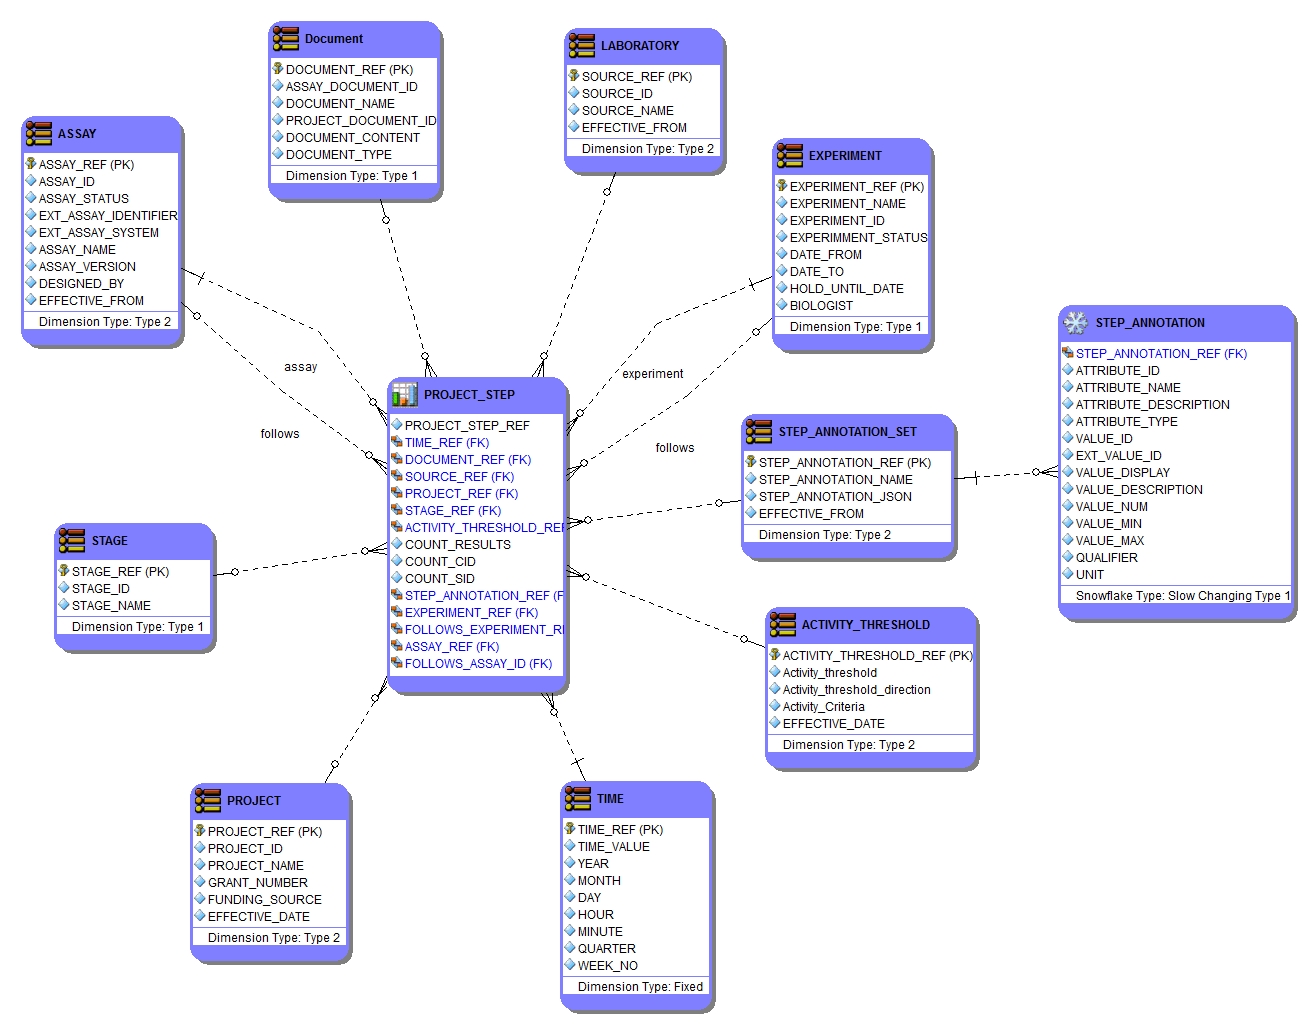 Document
DOCUMENT_REF (PK)
ASSAY_DOCUMENT_ID
DOCUMENT_NAME
PROJECT_DOCUMENT_ID
DOCUMENT_CONTENT
DOCUMENT_TYPE
Dimension Type: Type 1
LABORATORY
SOURCE_REF (PK)
SOURCE_ID
SOURCE_NAME
EFFECTIVE_FROM
Dimension Type: Type 2
ASSAY
ASSAY_REF (PK)
ASSAY_ID
ASSAY_STATUS
EXT_ASSAY_IDENTIFIER
EXT_ASSAY_SYSTEM
ASSAY_NAME
ASSAY_VERSION
DESIGNED_BY
EFFECTIVE_FROM
Dimension Type: Type 2
EXPERIMENT
EXPERIMENT_REF (PK)
EXPERIMENT_NAME
EXPERIMENT_ID
EXPERIMMENT_STATUS
DATE_FROM
DATE_TO
HOLD_UNTIL_DATE
BIOLOGIST
Dimension Type: Type 1
assay
follows
experiment
follows
PROJECT_STEP
PROJECT_STEP_REF
TIME_REF (FK)
DOCUMENT_REF (FK)
SOURCE_REF (FK)
PROJECT_REF (FK)
STAGE_REF (FK)
ACTIVITY_THRESHOLD_REF
COUNT_RESULTS
COUNT_CID
COUNT_SID
STEP_ANNOTATION_REF (F
EXPERIMENT_REF (FK)
FOLLOWS_EXPERIMENT_R
ASSAY_REF (FK)
FOLLOWS_ASSAY_ID (FK)
STEP_ANNOTATION
STEP_ANNOTATION_REF (FK)
ATTRIBUTE_ID
ATTRIBUTE_NAME
ATTRIBUTE_DESCRIPTION
ATTRIBUTE_TYPE
VALUE_ID
EXT_VALUE_ID
VALUE_DISPLAY
VALUE_DESCRIPTION
VALUE_NUM
VALUE_MIN
VALUE_MAX
QUALIFIER
UNIT
Snowflake Type: Slow Changing Type 1
STEP_ANNOTATION_SET
STEP_ANNOTATION_REF (PK)
STEP_ANNOTATION_NAME
STEP_ANNOTATION_JSON
EFFECTIVE_FROM
Dimension Type: Type 2
STAGE
STAGE_REF (PK)
STAGE_ID
STAGE_NAME
Dimension Type: Type 1
ACTIVITY_THRESHOLD
ACTIVITY_THRESHOLD_REF (PK)
Activity_threshold
Activity_threshold_direction
Activity_Criteria
EFFECTIVE_DATE
Dimension Type: Type 2
PROJECT
PROJECT_REF (PK)
PROJECT_ID
PROJECT_NAME
GRANT_NUMBER
FUNDING_SOURCE
EFFECTIVE_DATE
Dimension Type: Type 2
TIME
TIME_REF (PK)
TIME_VALUE
YEAR
MONTH
DAY
HOUR
MINUTE
QUARTER
WEEK_NO
Dimension Type: Fixed